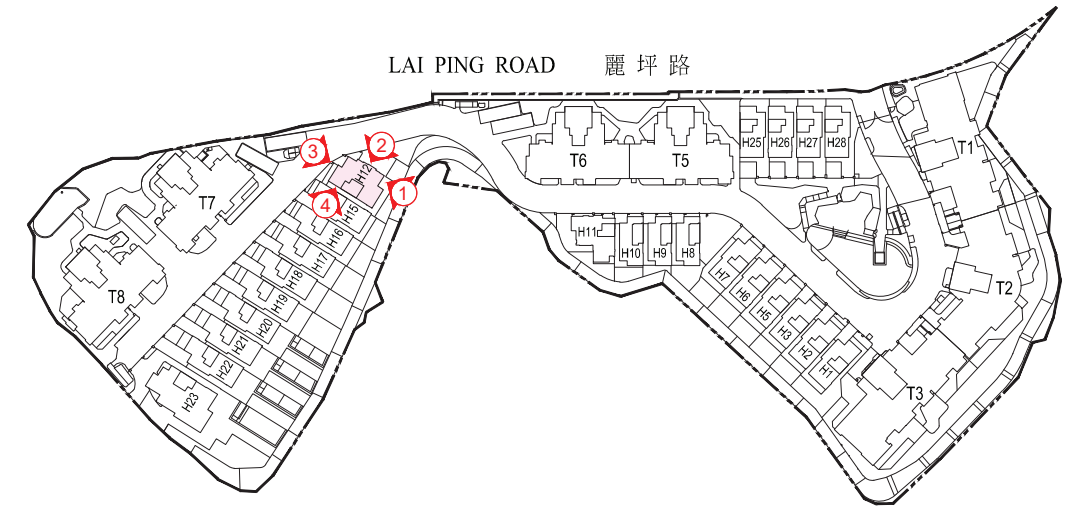 LAI PING ROAD 麗坪路
3
2
1
4
H12
H15
H16
H17
H18
H19
H20
H21
H22
H23
T7
T8
T6
T5
H25
H26
H27
H28
T1
T2
T3
H11
H10
H9
H8
H7
H6
H5
H3
H2
H1